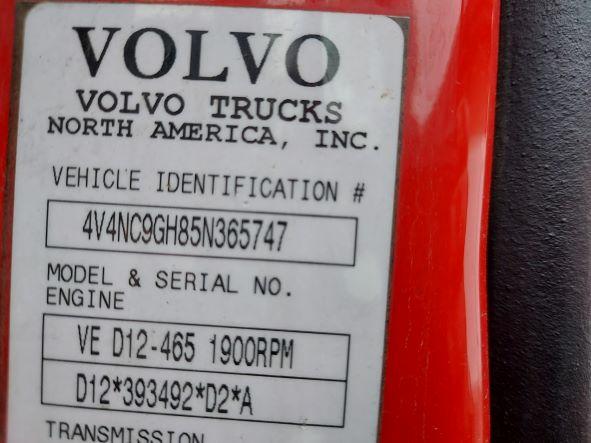 VOLVO
VOLVO TRUCKS
NORTH AMERICA, INC.
VEHICLE IDENTIFICATION #
4V4NC9GH85N365747
MODEL & SERIAL NO.
ENGINE
VE D12-465 1900RPM
D12*393492*D2*A
TRANSMISSION